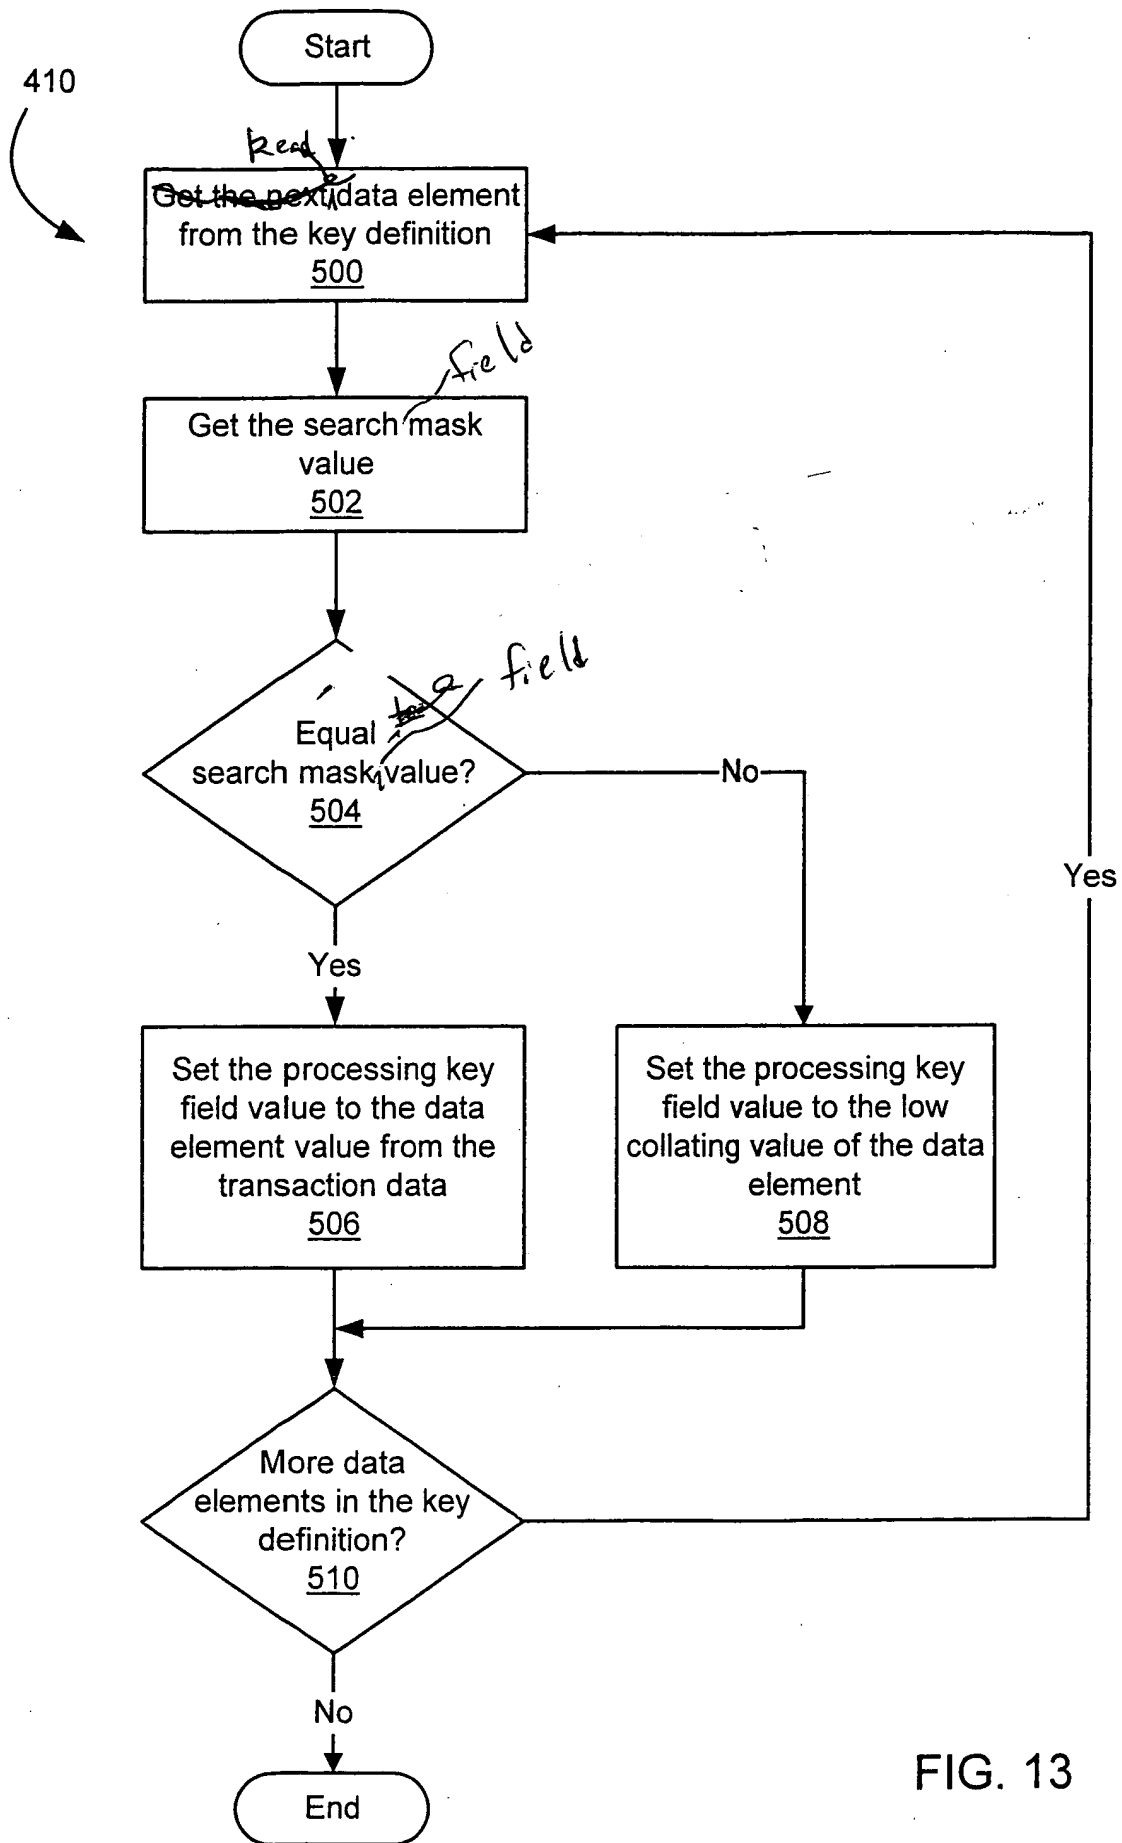 Start
410
Read
Get the next data element
from the key definition
500
field
Get the search mask
value
502
field
a
Equal
search mask value?
504
No
Yes
Yes
Set the processing key
field value to the data
element value from the
transaction data
506
Set the processing key
field value to the low
collating value of the data
element
508
More data
elements in the key
definition?
510
No
End
FIG. 13